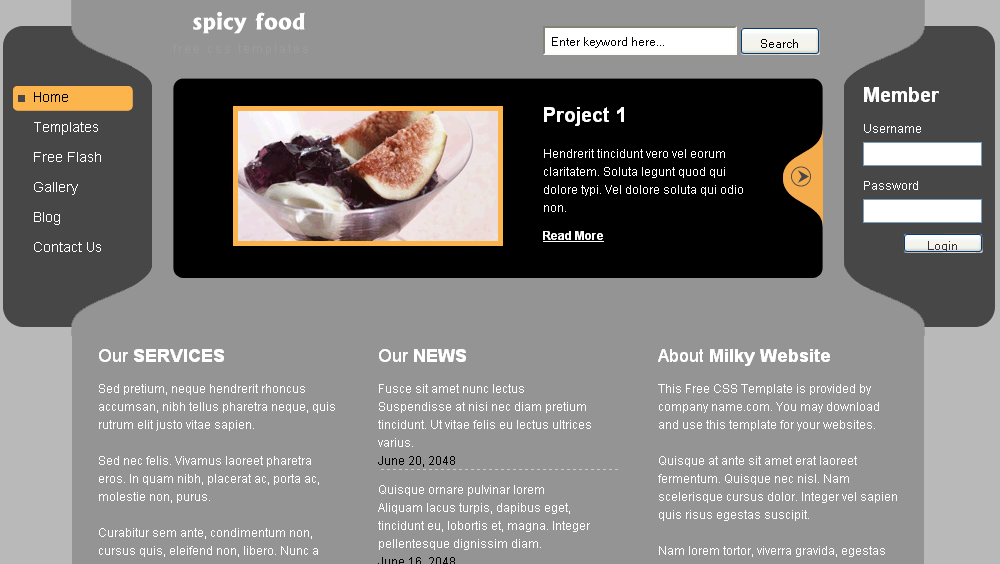 spicy food
free css templates
Enter keyword here...
Search
Home
Templates
Free Flash
Gallery
Blog
Contact Us
Project 1
Hendrerit tincidunt vero vel eorum
claritatem. Soluta legunt quod qui
dolore typi. Vel dolore soluta qui odio
non.
Read More
Member
Username
Password
Login
Our SERVICES
Sed pretium, neque hendrerit rhoncus
accumsan, nibh tellus pharetra neque, quis
rutrum elit justo vitae sapien.
Sed nec felis. Vivamus laoreet pharetra
eros. In quam nibh, placerat ac, porta ac,
molestie non, purus.
Curabitur sem ante, condimentum non,
cursus quis, eleifend non, libero. Nunc a
Our NEWS
Fusce sit amet nunc lectus
Suspendisse at nisi nec diam pretium
tincidunt. Ut vitae felis eu lectus ultrices
varius.
June 20, 2048
Quisque ornare pulvinar lorem
Aliquam lacus turpis, dapibus eget,
tincidunt eu, lobortis et, magna. Integer
pellentesque dignissim diam.
June 16, 2048
About Milky Website
This Free CSS Template is provided by
company name.com. You may download
and use this template for your websites.
Quisque at ante sit amet erat laoreet
fermentum. Quisque nec nisl. Nam
scelerisque cursus dolor. Integer vel sapien
quis risus egestas suscipit.
Nam lorem tortor, viverra gravida, egestas